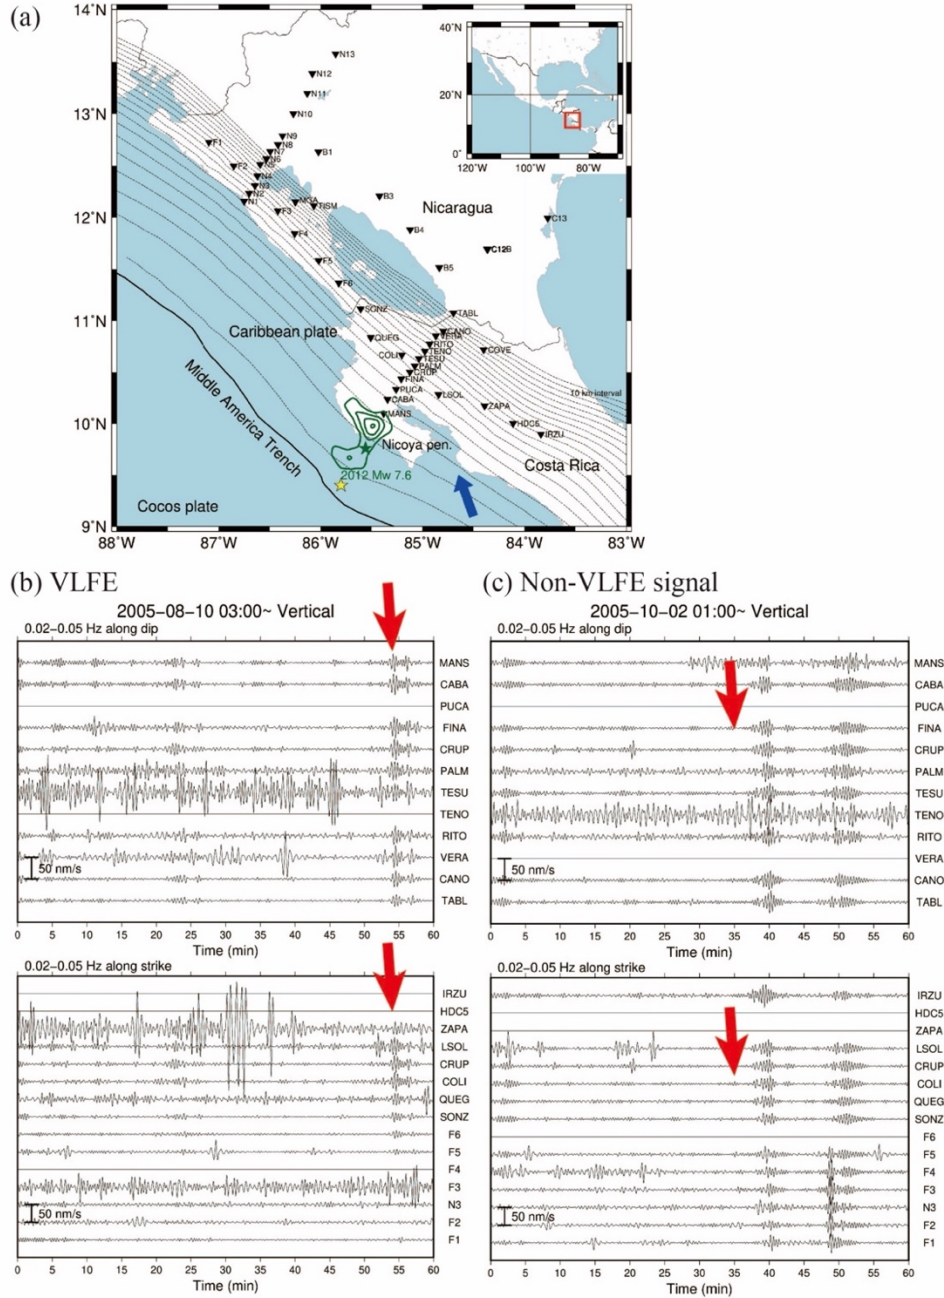 (a)
14˚N
13˚N
12˚N
11˚N
10˚N
9˚N
88˚W
87˚W
86˚W
85˚W
84˚W
83˚W
40˚N
20˚N
0˚
120˚W
100˚W
80˚W
N13
N12
N11
N10
N9
N8
N7
N6
N5
N4
N3
N2
N1
F1
F2
B1
B3
MGA
TISM
F3
F4
B4
Nicaragua
C13
C12B
B5
F5
F6
SONZ
TABL
Caribbean plate
QUEG
CANO
VERA
RITO
COLI
TENO
COVE
TESU
PALM
CRUP
FINA
PUCA
LSOL
CABA
ZAPA
10 km interval
MANS
HDC5
IRZU
Middle America Trench
Nicoya pen.
Costa Rica
2012 Mw 7.6
Cocos plate
(b) VLFE
2005−08−10 03:00~ Vertical
0.02−0.05 Hz along dip
MANS
CABA
PUCA
FINA
CRUP
PALM
TESU
TENO
RITO
VERA
CANO
TABL
50 nm/s
0 5 10 15 20 25 30 35 40 45 50 55 60
Time (min)
0.02−0.05 Hz along strike
IRZU
HDC5
ZAPA
LSOL
CRUP
COLI
QUEG
SONZ
F6
F5
F4
F3
N3
F2
F1
50 nm/s
0 5 10 15 20 25 30 35 40 45 50 55 60
Time (min)
(c) Non-VLFE signal
2005−10−02 01:00~ Vertical
0.02−0.05 Hz along dip
MANS
CABA
PUCA
FINA
CRUP
PALM
TESU
TENO
RITO
VERA
CANO
TABL
50 nm/s
0 5 10 15 20 25 30 35 40 45 50 55 60
Time (min)
0.02−0.05 Hz along strike
IRZU
HDC5
ZAPA
LSOL
CRUP
COLI
QUEG
SONZ
F6
F5
F4
F3
N3
F2
F1
50 nm/s
0 5 10 15 20 25 30 35 40 45 50 55 60
Time (min)